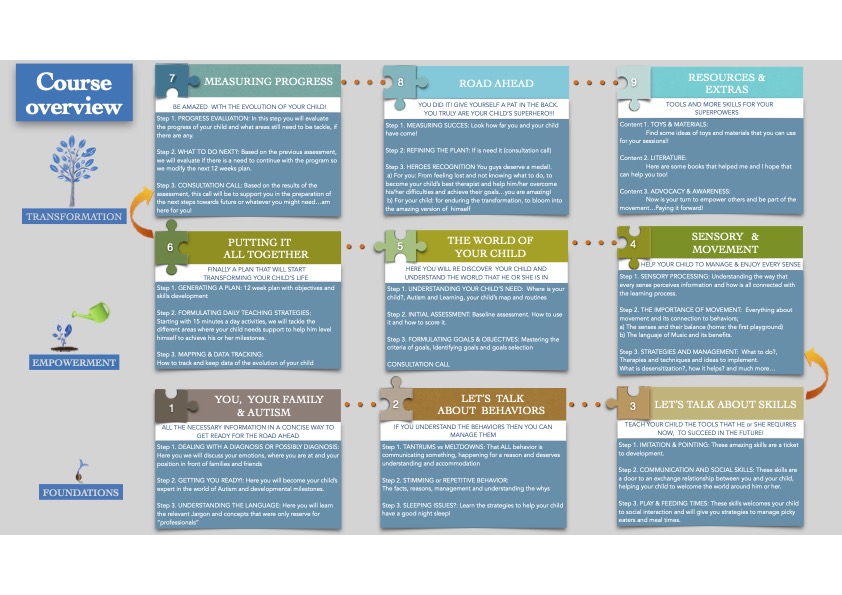 Course
overview
TRANSFORMATION
EMPOWERMENT
FOUNDATIONS
7
MEASURING PROGRESS
BE AMAZED WITH THE EVOLUTION OF YOUR CHILD!
Step 1. PROGRESS EVALUATION: In this step you will evaluate
the progress of your child and what areas still need to be tackle, if
there are any.
Step 2. WHAT TO DO NEXT?: Based on the previous assessment,
we will evaluate if there is a need to continue with the program so
we modify the next 12 weeks plan.
Step 3. CONSULTATION CALL: Based on the results of the
assessment, this call will be to support you in the preparation of
the next steps towards future or whatever you might need...am
here for you!
8
ROAD AHEAD
YOU DID IT! GIVE YOURSELF A PAT IN THE BACK.
YOU TRULY ARE YOUR CHILD'S SUPERHERO!!!
Step 1. MEASURING SUCCES: Look how far you and your child
have come!
Step 2: REFINING THE PLAN?: If is need it (consultation call)
Step 3. HEROES RECOGNITION You guys deserve a medal!.
a) For you: From feeling lost and not knowing what to do, to
become your child's best therapist and help him/her overcome
his/her difficulties and achieve their goals...you are amazing!
b) For your child: for enduring the transformation, to bloom into
the amazing version of himself
9
RESOURCES &
EXTRAS
TOOLS AND MORE SKILLS FOR YOUR
SUPERPOWERS
Content 1. TOYS & MATERIALS:
Find some ideas of toys and materials that you can use
for your sessions!!
Content 2. LITERATURE:
Here are some books that helped me and I hope that
can help you too!
Content 3. ADVOCACY & AWARENESS:
Now is your turn to empower others and be part of the
movement...Paying it forward!
6
PUTTING IT
ALL TOGETHER
FINALLY A PLAN THAT WILL START
TRANSFORMING YOUR CHILD'S LIFE
Step 1. GENERATING A PLAN: 12 week plan with objectives and
skills development
Step 2. FORMULATING DAILY TEACHING STRATEGIES:
Starting with 15 minutes a day activities, we will tackle the
different areas where your child needs support to help him level
himself to achieve his or her milestones.
Step 3. MAPPING & DATA TRACKING:
How to track and keep data of the evolution of your child
5
THE WORLD OF
YOUR CHILD
HERE YOU WILL RE DISCOVER YOUR CHILD AND
UNDERSTAND THE WORLD THAT HE OR SHE IS IN
Step 1. UNDERSTANDING YOUR CHILD'S NEED: Where is your
child?, Autism and Learning, your child's map and routines
Step 2. INITIAL ASSESSMENT: Baseline assessment. How to use
it and how to score it.
Step 3. FORMULATING GOALS & OBJECTIVES: Mastering the
criteria of goals, Identifying goals and goals selection
CONSULTATION CALL
4
SENSORY &
MOVEMENT
HELP YOUR CHILD TO MANAGE & ENJOY EVERY SENSE
Step 1. SENSORY PROCESSING: Understanding the way that
every sense perceives information and how is all connected with
the learning process.
Step 2. THE IMPORTANCE OF MOVEMENT: Everything about
movement and its connection to behaviors;
a) The senses and their balance (home: the first playground)
b) The language of Music and its benefits.
Step 3. STRATEGIES AND MANAGEMENT: What to do?,
Therapies and techniques and ideas to implement.
What is desensitization?, how it helps? and much more...
1
YOU, YOUR FAMILY
& AUTISM
ALL THE NECESSARY INFORMATION IN A CONCISE WAY TO
GET READY FOR THE ROAD AHEAD
Step 1. DEALING WITH A DIAGNOSIS OR POSSIBLY DIAGNOSIS:
Here you we will discuss your emotions, where you are at and your
position in front of families and friends
Step 2. GETTING YOU READY!: Here you will become your child's
expert in the world of Autism and developmental milestones.
Step 3. UNDERSTANDING THE LANGUAGE: Here you will learn
the relevant Jargon and concepts that were only reserve for
"professionals"
2
LET'S TALK
ABOUT BEHAVIORS
IF YOU UNDERSTAND THE BEHAVIORS THEN YOU CAN
MANAGE THEM
Step 1. TANTRUMS vs MELTDOWNS: That ALL behavior is
communicating something, happening for a reason and deserves
understanding and accommodation
Step 2. STIMMING or REPETITIVE BEHAVIOR:
The facts, reasons, management and understanding the whys
Step 3. SLEEPING ISSUES?: Learn the strategies to help your child
have a good night sleep!
3
LET'S TALK ABOUT SKILLS
TEACH YOUR CHILD THE TOOLS THAT HE or SHE REQUIRES
NOW, TO SUCCEED IN THE FUTURE!
Step 1. IMITATION & POINTING: These amazing skills are a ticket
to development.
Step 2. COMMUNICATION AND SOCIAL SKILLS: These skills are
a door to an exchange relationship between you and your child,
helping your child to welcome the world around him or her.
Step 3. PLAY & FEEDING TIMES: These skills welcomes your child
to social interaction and will give you strategies to manage picky
eaters and meal times.